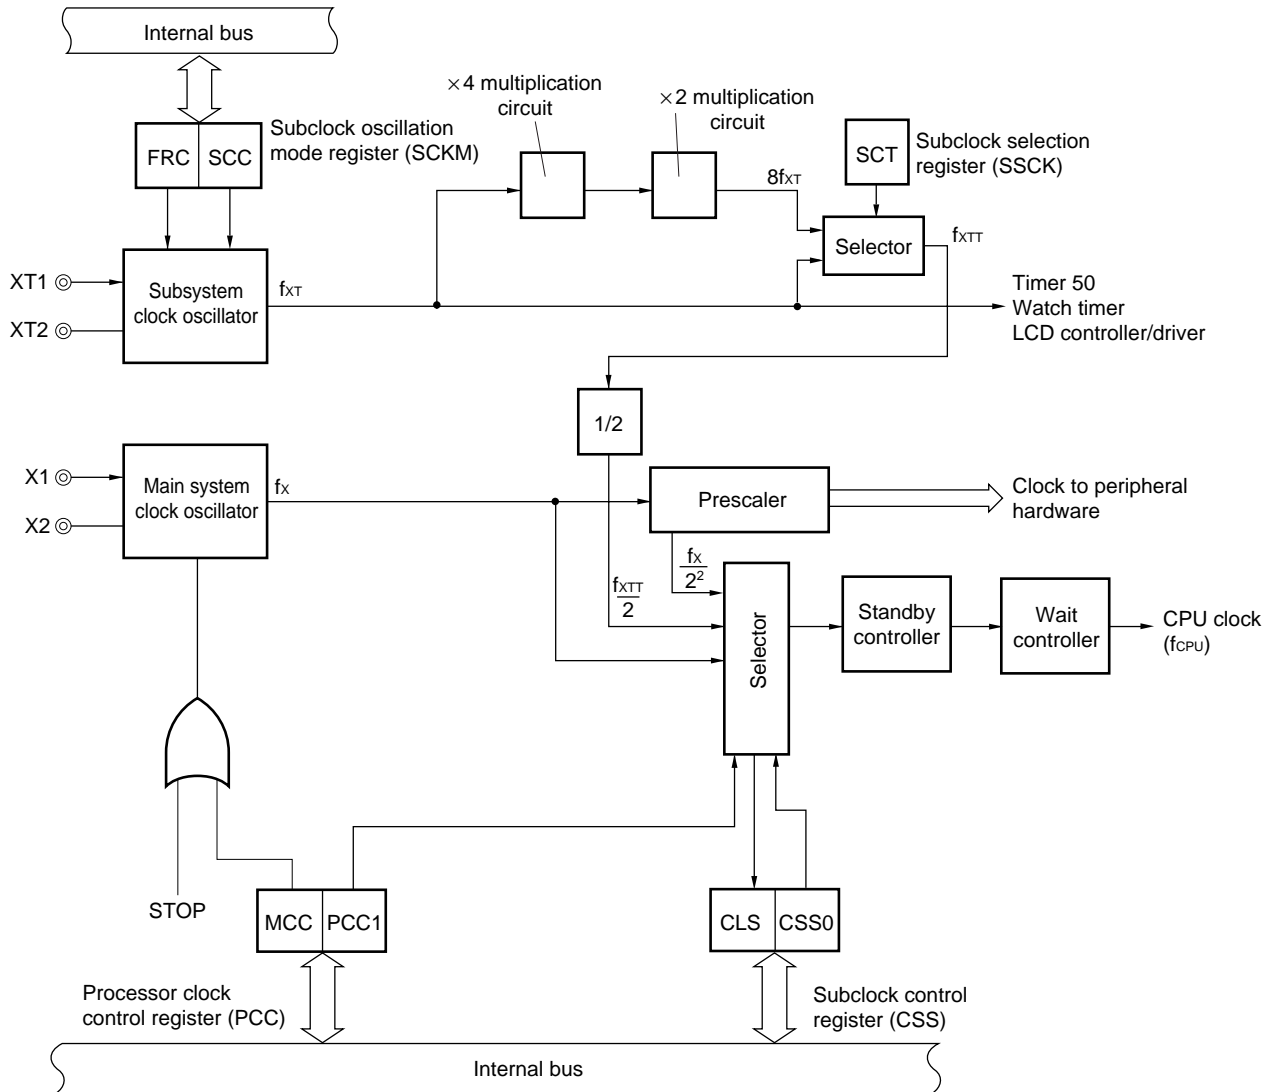 Internal bus
×4 multiplication
circuit
×2 multiplication
circuit
FRC
SCC
Subclock oscillation
mode register (SCKM)
SCT
Subclock selection
register (SSCK)
8fXT
Selector
fXTT
XT1
XT2
Subsystem
clock oscillator
fXT
Timer 50
Watch timer
LCD controller/driver
1/2
X1
X2
Main system
clock oscillator
fX
Prescaler
Clock to peripheral
hardware
fX
2²
fXTT
2
Selector
Standby
controller
Wait
controller
CPU clock
(fCPU)
STOP
MCC
PCC1
CLS
CSS0
Processor clock
control register (PCC)
Subclock control
register (CSS)
Internal bus